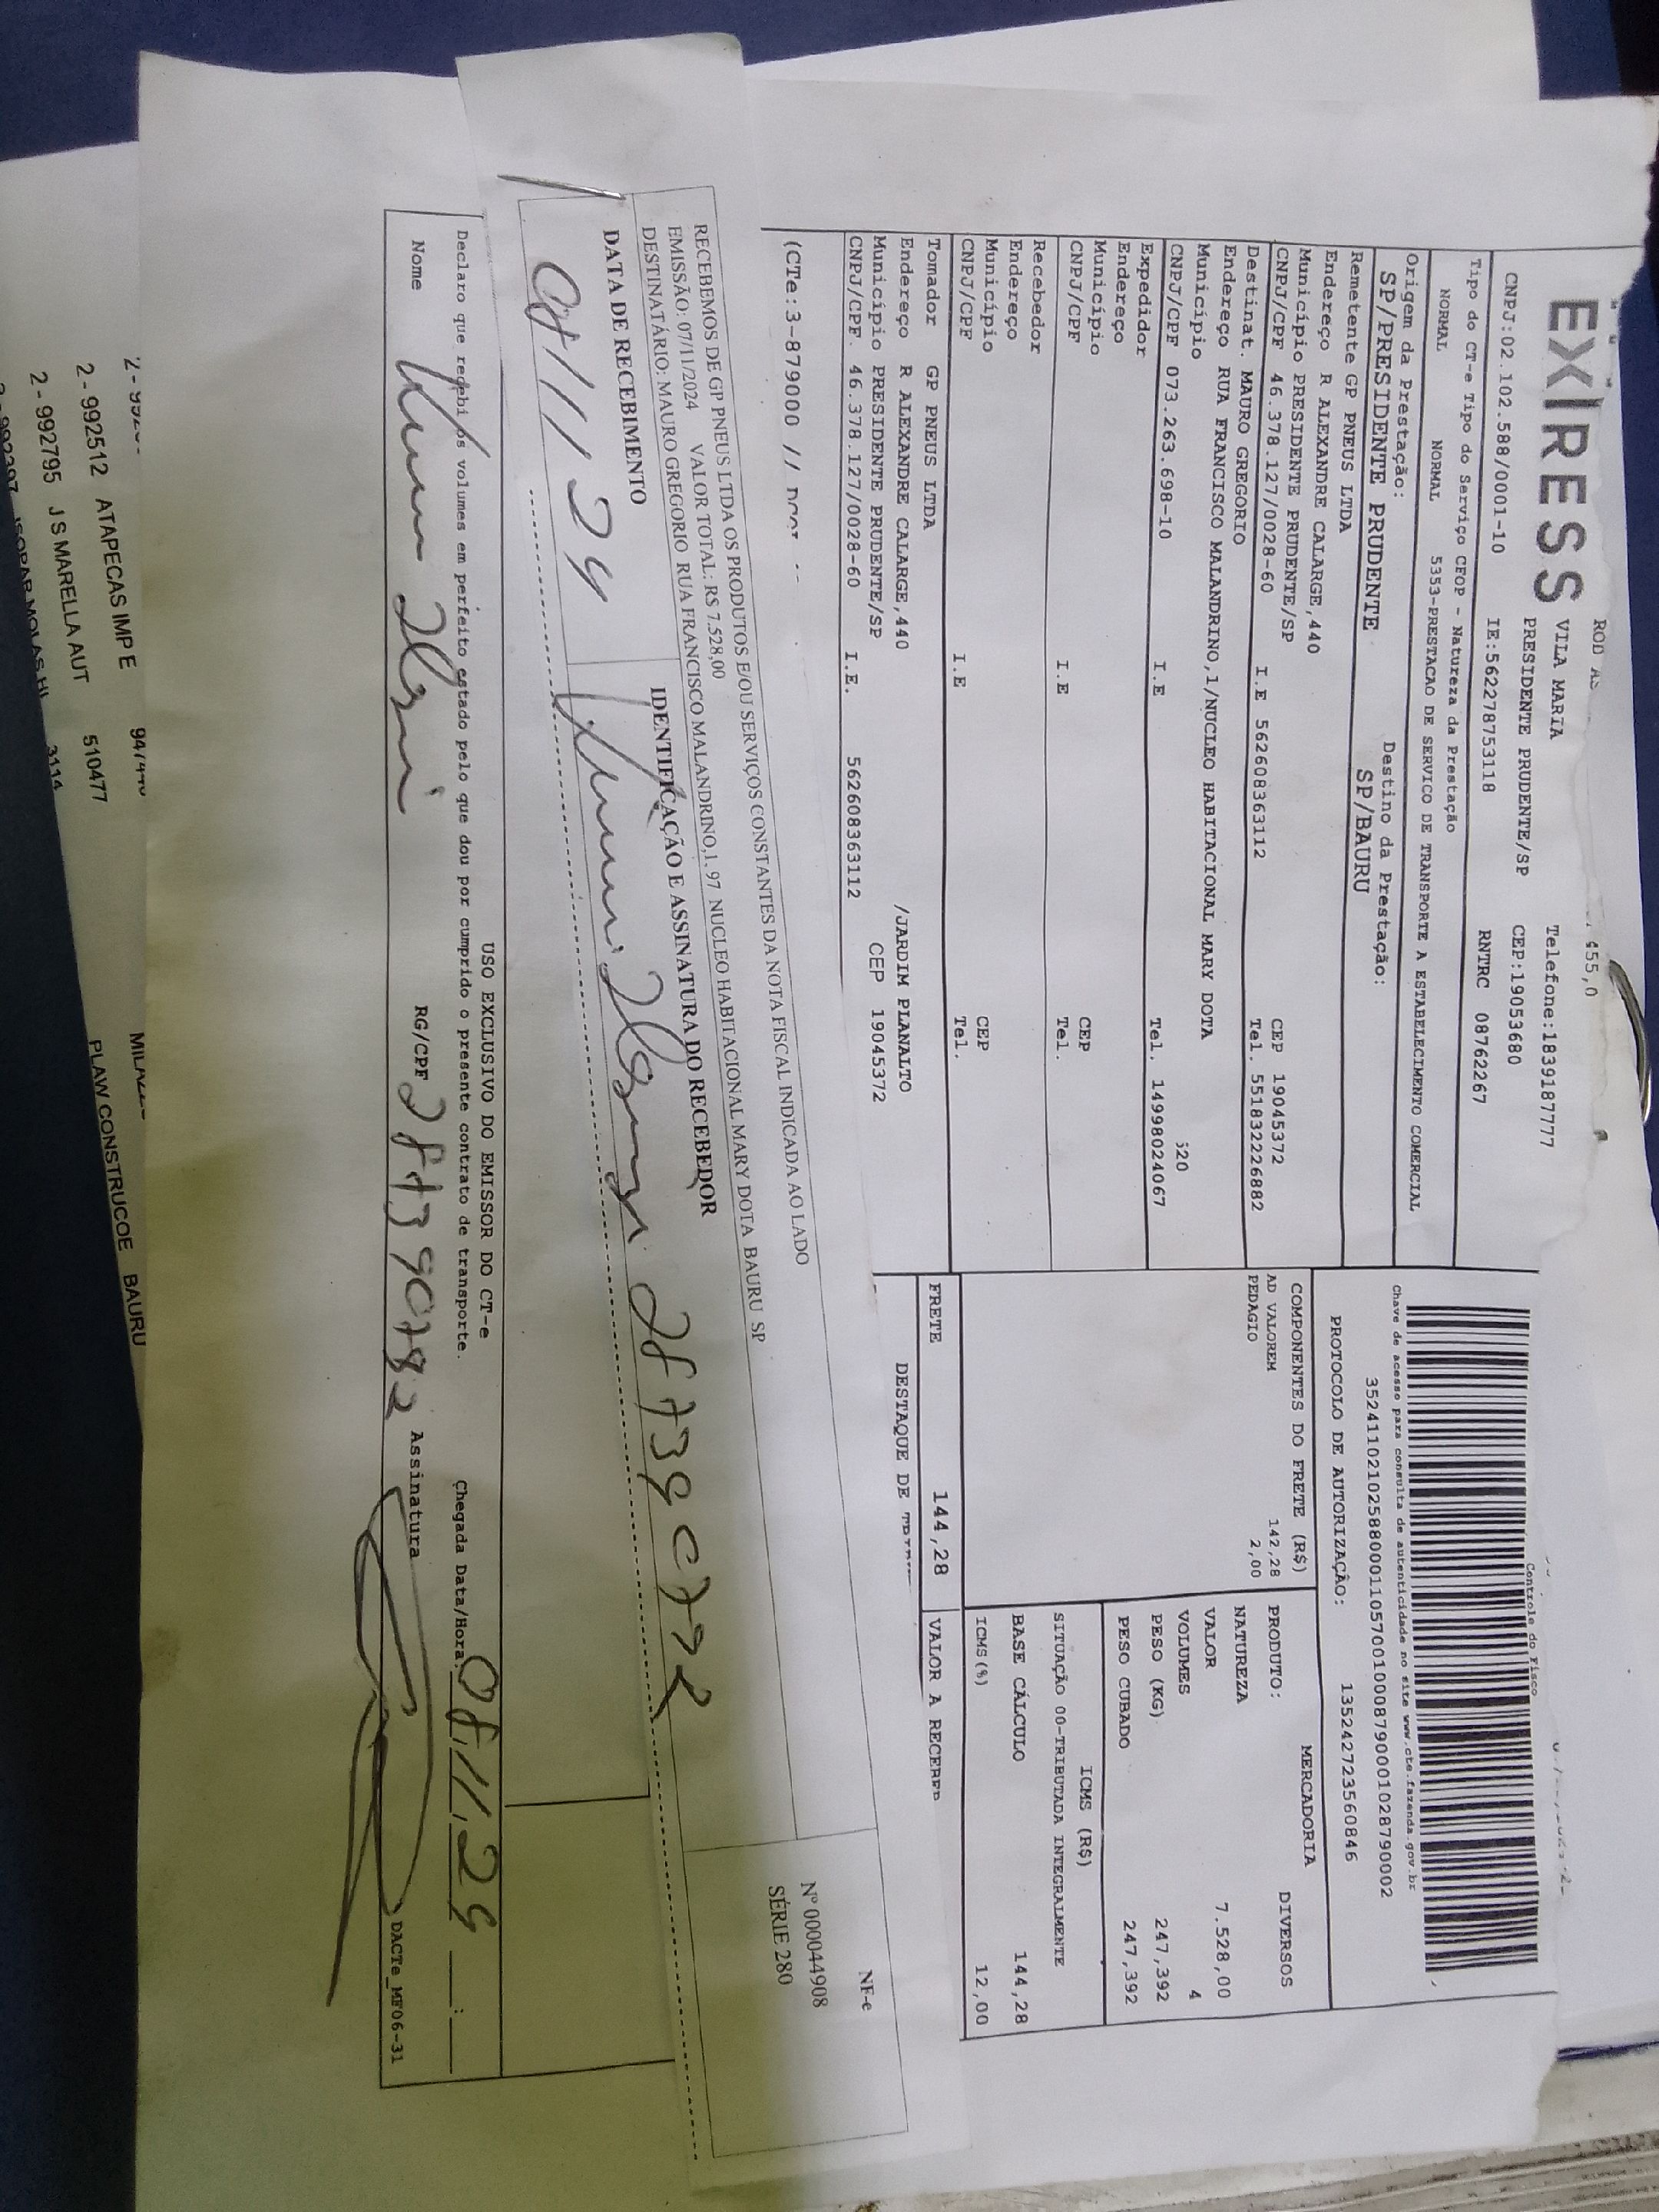 EXPRESS
ROD AS 455,0
VILA MARIA Telefone:1839187777
PRESIDENTE PRUDENTE/SP CEP:19053680
CNPJ:02.102.588/0001-10 IE:562278753118 RNTRC 08762267
Tipo do CT-e Tipo do Serviço CFOP - Natureza da Prestação
NORMAL NORMAL 5353-PRESTACAO DE SERVICO DE TRANSPORTE A ESTABELECIMENTO COMERCIAL
Origem da Prestação: Destino da Prestação:
SP/PRESIDENTE PRUDENTE SP/BAURU
Remetente GP PNEUS LTDA
Endereço R ALEXANDRE CALARGE,440
Município PRESIDENTE PRUDENTE/SP CEP 19045372
CNPJ/CPF 46.378.127/0028-60 I.E 562608363112 Tel. 551832226882
Destinat. MAURO GREGORIO
Endereço RUA FRANCISCO MALANDRINO,1/NUCLEO HABITACIONAL MARY DOTA
Município 520
CNPJ/CPF 073.263.698-10 I.E Tel. 14998024067
Expedidor
Endereço
Município CEP
CNPJ/CPF I.E Tel.
Recebedor
Endereço
Município CEP
CNPJ/CPF I.E Tel.
Tomador GP PNEUS LTDA
Endereço R ALEXANDRE CALARGE,440 /JARDIM PLANALTO
Município PRESIDENTE PRUDENTE/SP CEP 19045372
CNPJ/CPF. 46.378.127/0028-60 I.E. 562608363112
(CTe:3-879000 //
Controle do Fisco
Chave de acesso para consulta de autenticidade no site www.cte.fazenda.gov.br
35241102102588000110570010008790001028790002
PROTOCOLO DE AUTORIZAÇÃO: 135242723560846
COMPONENTES DO FRETE (R$)
AD VALOREM 142,28
PEDAGIO 2,00
MERCADORIA
PRODUTO: DIVERSOS
NATUREZA
VALOR 7.528,00
VOLUMES 4
PESO (KG) 247,392
PESO CUBADO 247,392
ICMS (R$)
SITUAÇÃO 00-TRIBUTADA INTEGRALMENTE
BASE CÁLCULO 144,28
ICMS(%) 12,00
FRETE 144,28 VALOR A RECEBER
DESTAQUE DE
RECEBEMOS DE GP PNEUS LTDA OS PRODUTOS E/OU SERVIÇOS CONSTANTES DA NOTA FISCAL INDICADA AO LADO
EMISSÃO: 07/11/2024 VALOR TOTAL: R$ 7.528,00
DESTINATÁRIO: MAURO GREGORIO RUA FRANCISCO MALANDRINO,1. 97 NUCLEO HABITACIONAL MARY DOTA BAURU SP
NF-e
Nº 000044908
SÉRIE 280
DATA DE RECEBIMENTO IDENTIFICAÇÃO E ASSINATURA DO RECEBEDOR
08/11/24
USO EXCLUSIVO DO EMISSOR DO CT-e
Declaro que recebi os volumes em perfeito estado pelo que dou por cumprido o presente contrato de transporte. Chegada Data/Hora: 08/11/24 :
Nome RG/CPF 287390782 Assinatura
DACTe_MF06-31
MILA
2-992512 ATAPECAS IMP E 510477 PLAW CONSTRUCOE BAURU
2-992795 J S MARELLA AUT 3114